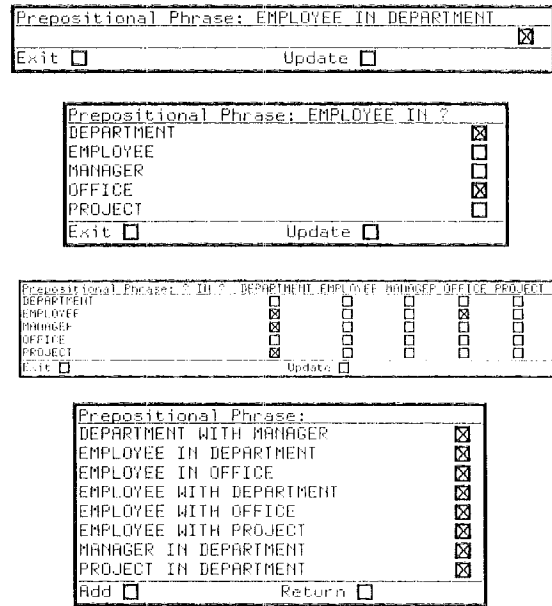 Prepositional Phrase: EMPLOYEE IN DEPARTMENT
Exit Update
Prepositional Phrase: EMPLOYEE IN ?
DEPARTMENT
EMPLOYEE
MANAGER
OFFICE
PROJECT
Exit Update
Prepositional Phrase: ? IN ? DEPARTMENT EMPLOYEE MANAGER OFFICE PROJECT
DEPARTMENT
EMPLOYEE
MANAGER
OFFICE
PROJECT
Exit Update
Prepositional Phrase:
DEPARTMENT WITH MANAGER
EMPLOYEE IN DEPARTMENT
EMPLOYEE IN OFFICE
EMPLOYEE WITH DEPARTMENT
EMPLOYEE WITH OFFICE
EMPLOYEE WITH PROJECT
MANAGER IN DEPARTMENT
PROJECT IN DEPARTMENT
Add Return